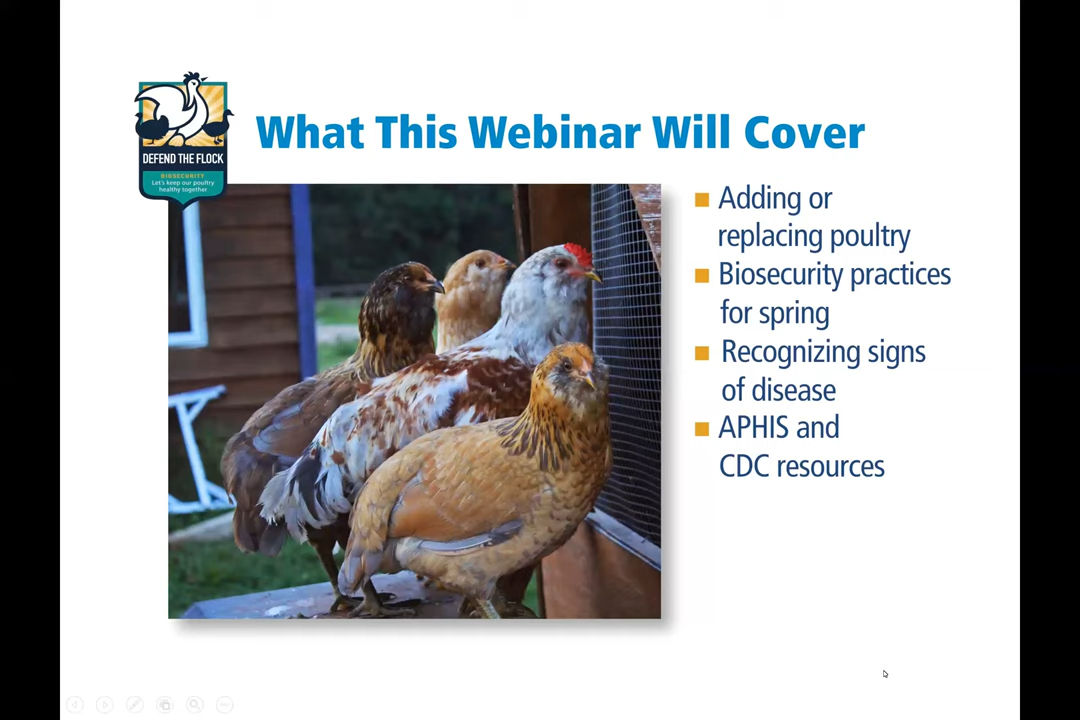 What This Webinar Will Cover
DEFEND THE FLOCK
BIOSECURITY
Let's keep our poultry
healthy together
Adding or
replacing poultry
Biosecurity practices
for spring
Recognizing signs
of disease
APHIS and
CDC resources